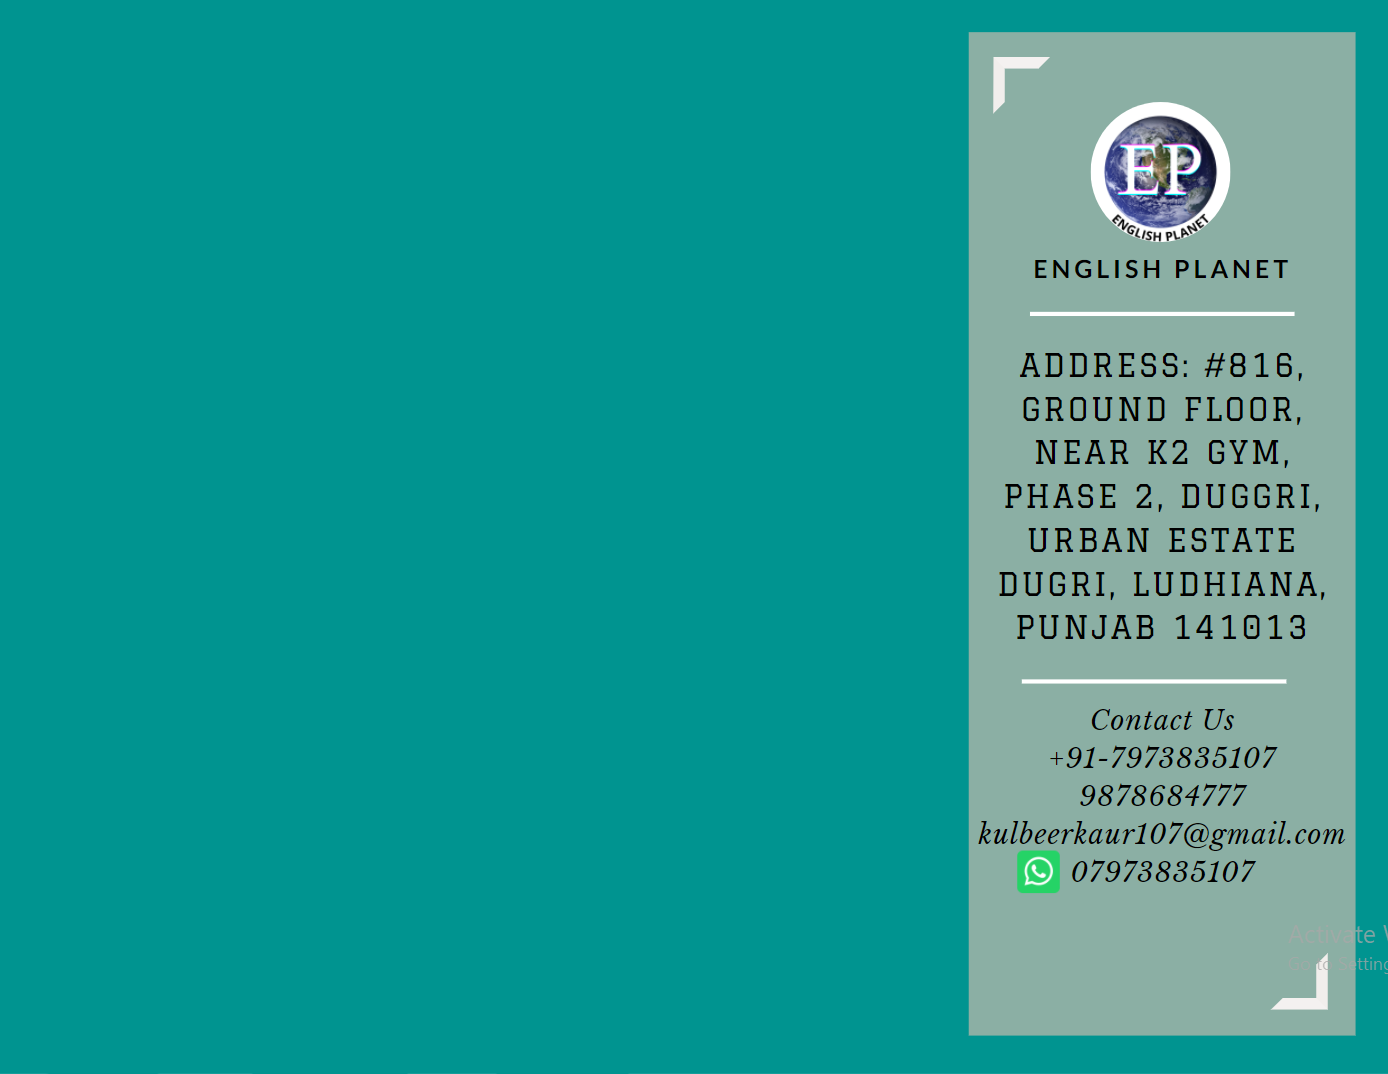 EP
ENGLISH PLANET
ENGLISH PLANET
ADDRESS: #816,
GROUND FLOOR,
NEAR K2 GYM,
PHASE 2, DUGGRI,
URBAN ESTATE
DUGRI, LUDHIANA,
PUNJAB 141013
Contact Us
+91-7973835107
9878684777
kulbeerkaur107@gmail.com
07973835107
Activate